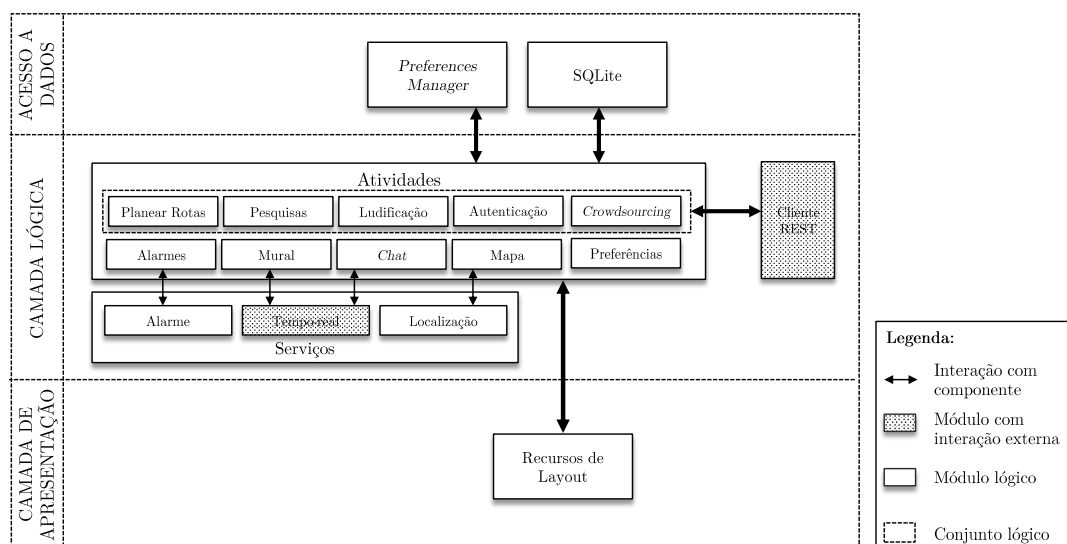 ACESSO A
DADOS
Preferences
Manager
SQLite
CAMADA LÓGICA
Atividades
Planear Rotas
Pesquisas
Ludificação
Autenticação
Crowdsourcing
Cliente
REST
Alarmes
Mural
Chat
Mapa
Preferências
Alarme
Tempo-real
Localização
Serviços
CAMADA DE
APRESENTAÇÃO
Recursos de
Layout
Legenda:
Interação com
componente
Módulo com
interação externa
Módulo lógico
Conjunto lógico